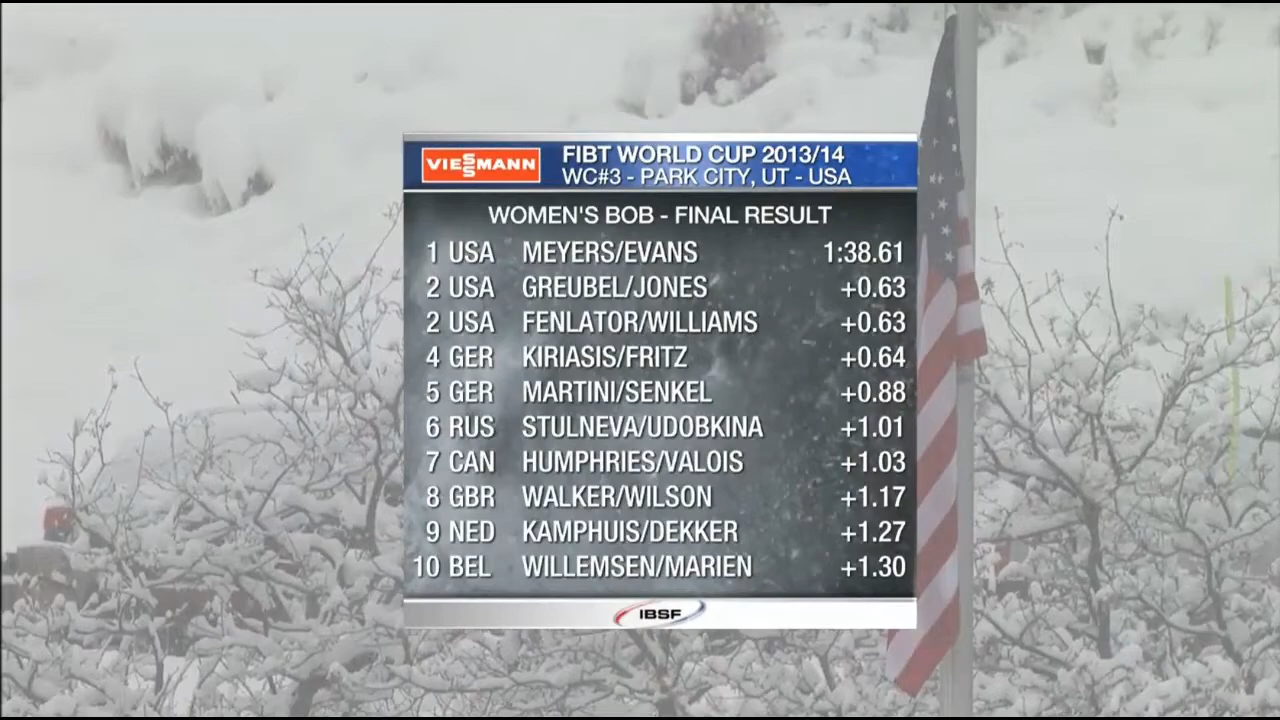 VIESSMANN
FIBT WORLD CUP 2013/14
WC#3 - PARK CITY, UT - USA
WOMEN'S BOB - FINAL RESULT
1 USA MEYERS/EVANS 1:38.61
2 USA GREUBEL/JONES +0.63
2 USA FENLATOR/WILLIAMS +0.63
4 GER KIRIASIS/FRITZ +0.64
5 GER MARTINI/SENKEL +0.88
6 RUS STULNEVA/UDOBKINA +1.01
7 CAN HUMPHRIES/VALOIS +1.03
8 GBR WALKER/WILSON +1.17
9 NED KAMPHUIS/DEKKER +1.27
10 BEL WILLEMSEN/MARIEN +1.30
IBSF